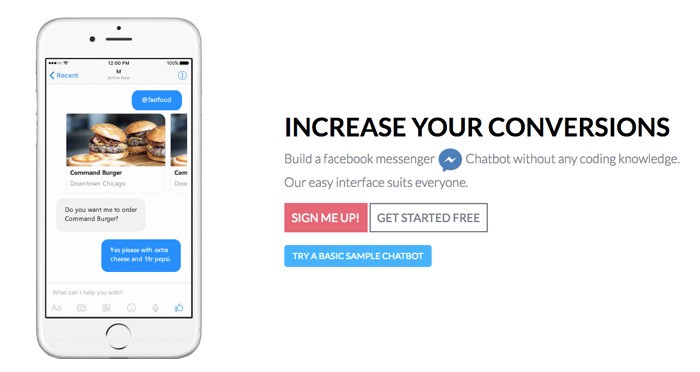 12:00 PM
100%
Recent
M
Active Now
@fastfood
Command Burger
Com
Downtown Chicago
Dow
Do you want me to order
Command Burger?
Yes please with extra
cheese and 1ltr pepsi.
What can I help you with?
Aa
INCREASE YOUR CONVERSIONS
Build a facebook messenger Chatbot without any coding knowledge.
Our easy interface suits everyone.
SIGN ME UP!
GET STARTED FREE
TRY A BASIC SAMPLE CHATBOT